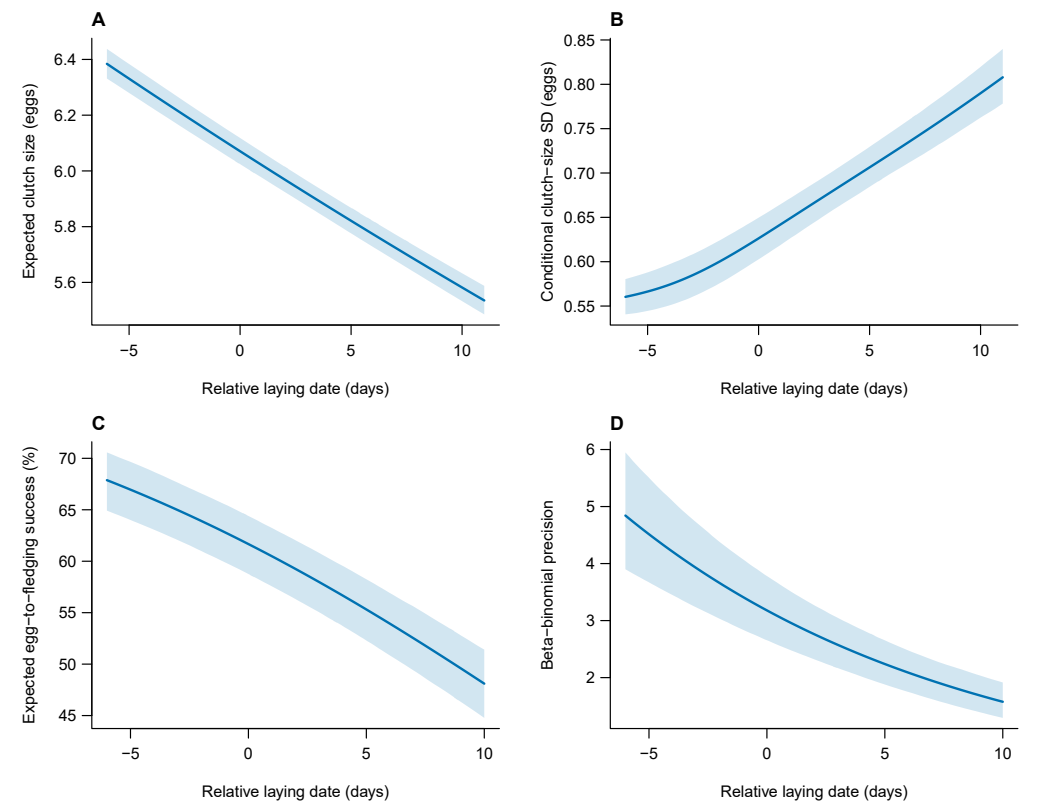 A
Expected clutch size (eggs)
6.4
6.2
6.0
5.8
5.6
−5 0 5 10
Relative laying date (days)
B
Conditional clutch−size SD (eggs)
0.85
0.80
0.75
0.70
0.65
0.60
0.55
−5 0 5 10
Relative laying date (days)
C
Expected egg−to−fledging success (%)
70
65
60
55
50
45
−5 0 5 10
Relative laying date (days)
D
Beta−binomial precision
6
5
4
3
2
−5 0 5 10
Relative laying date (days)